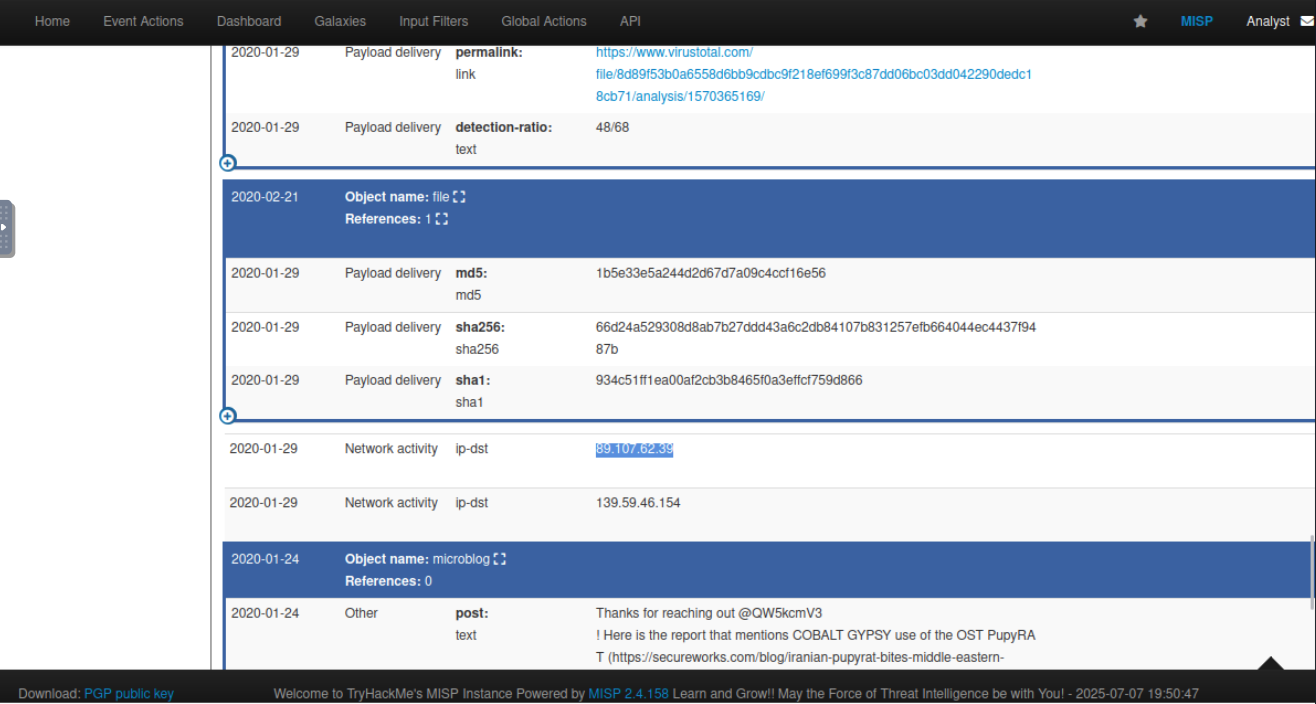 Home Event Actions Dashboard Galaxies Input Filters Global Actions API MISP Analyst
2020-01-29 Payload delivery permalink: https://www.virustotal.com/
link file/8d89f53b0a6558d6bb9cdbc9f218ef699f3c87dd06bc03dd042290dedc1
8cb71/analysis/1570365169/
2020-01-29 Payload delivery detection-ratio: 48/68
text
2020-02-21 Object name: file
References: 1
2020-01-29 Payload delivery md5: 1b5e33e5a244d2d67d7a09c4ccf16e56
md5
2020-01-29 Payload delivery sha256: 66d24a529308d8ab7b27ddd43a6c2db84107b831257efb664044ec4437f94
sha256 87b
2020-01-29 Payload delivery sha1: 934c51ff1ea00af2cb3b8465f0a3effcf759d866
sha1
2020-01-29 Network activity ip-dst 89.107.62.39
2020-01-29 Network activity ip-dst 139.59.46.154
2020-01-24 Object name: microblog
References: 0
2020-01-24 Other post: Thanks for reaching out @QW5kcmV3
text ! Here is the report that mentions COBALT GYPSY use of the OST PupyRA
T (https://secureworks.com/blog/iranian-pupyrat-bites-middle-eastern-
Download: PGP public key Welcome to TryHackMe's MISP Instance Powered by MISP 2.4.158 Learn and Grow!! May the Force of Threat Intelligence be with You! - 2025-07-07 19:50:47